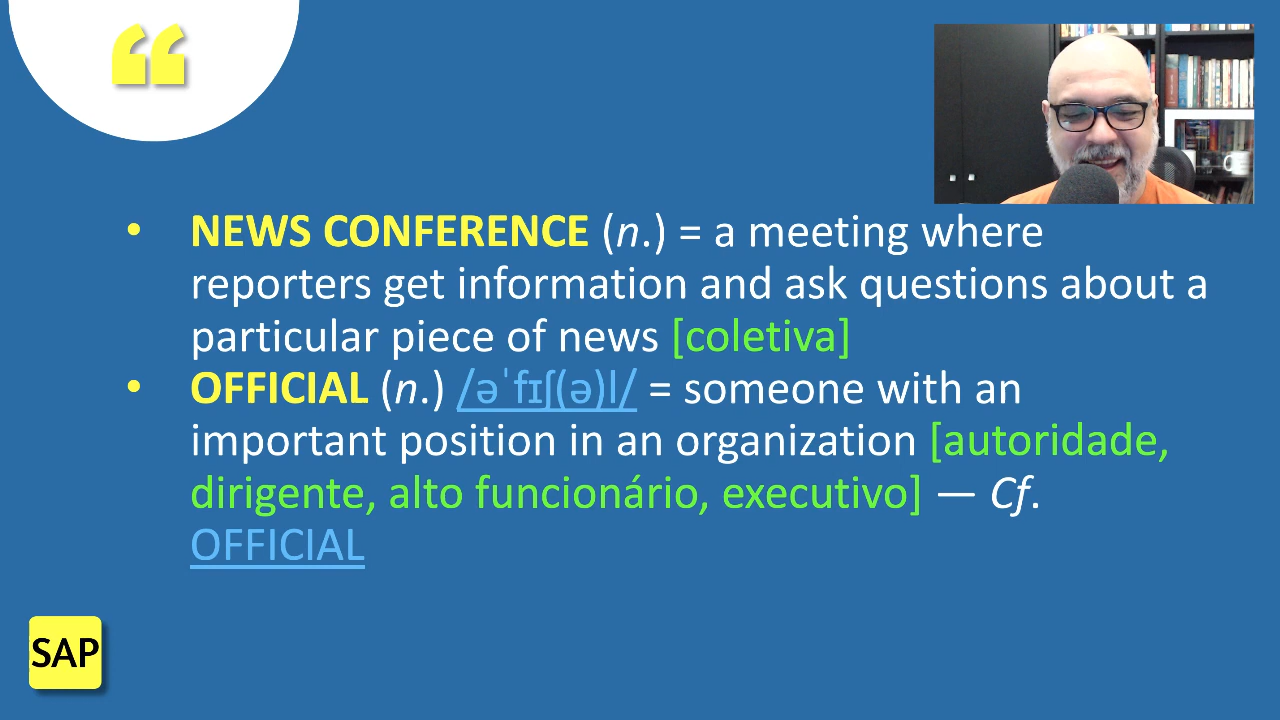 “
• NEWS CONFERENCE (n.) = a meeting where
reporters get information and ask questions about a
particular piece of news [coletiva]
• OFFICIAL (n.) /əˈfɪʃ(ə)l/ = someone with an
important position in an organization [autoridade,
dirigente, alto funcionário, executivo] — Cf.
OFFICIAL
SAP